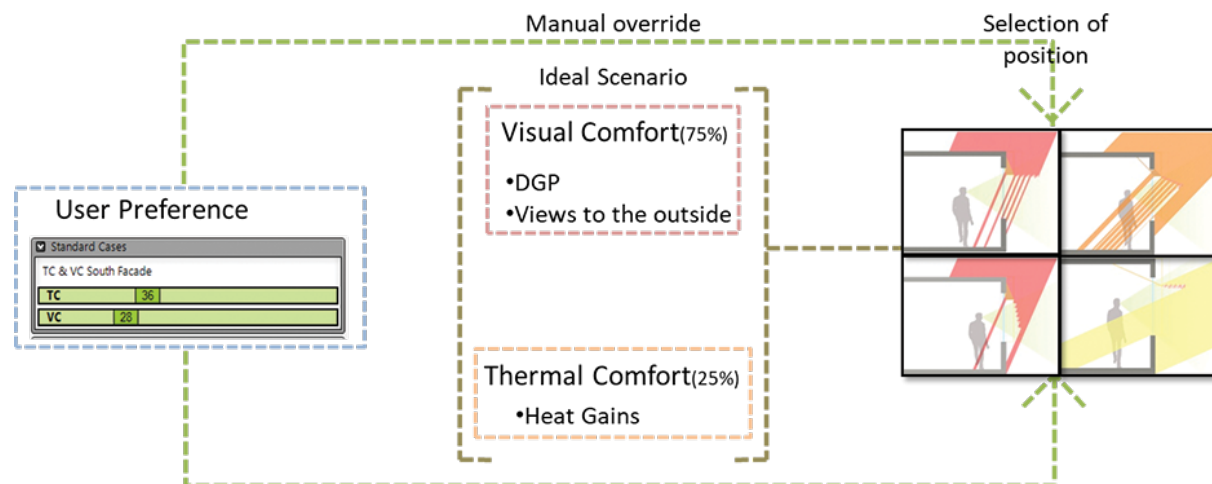 Manual override
Selection of
position
Ideal Scenario
Visual Comfort(75%)
•DGP
•Views to the outside
User Preference
Standard Cases
TC & VC South Facade
TC 36
VC 28
Thermal Comfort(25%)
•Heat Gains